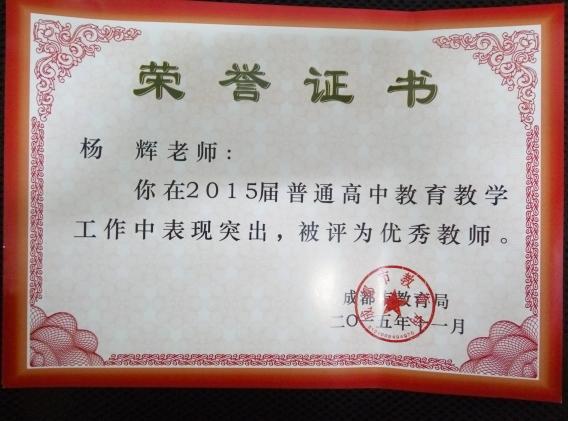 荣誉证书
杨 辉老师：
你在2015届普通高中教育教学
工作中表现突出，被评为优秀教师。
成都市教育局
二〇一五年十一月